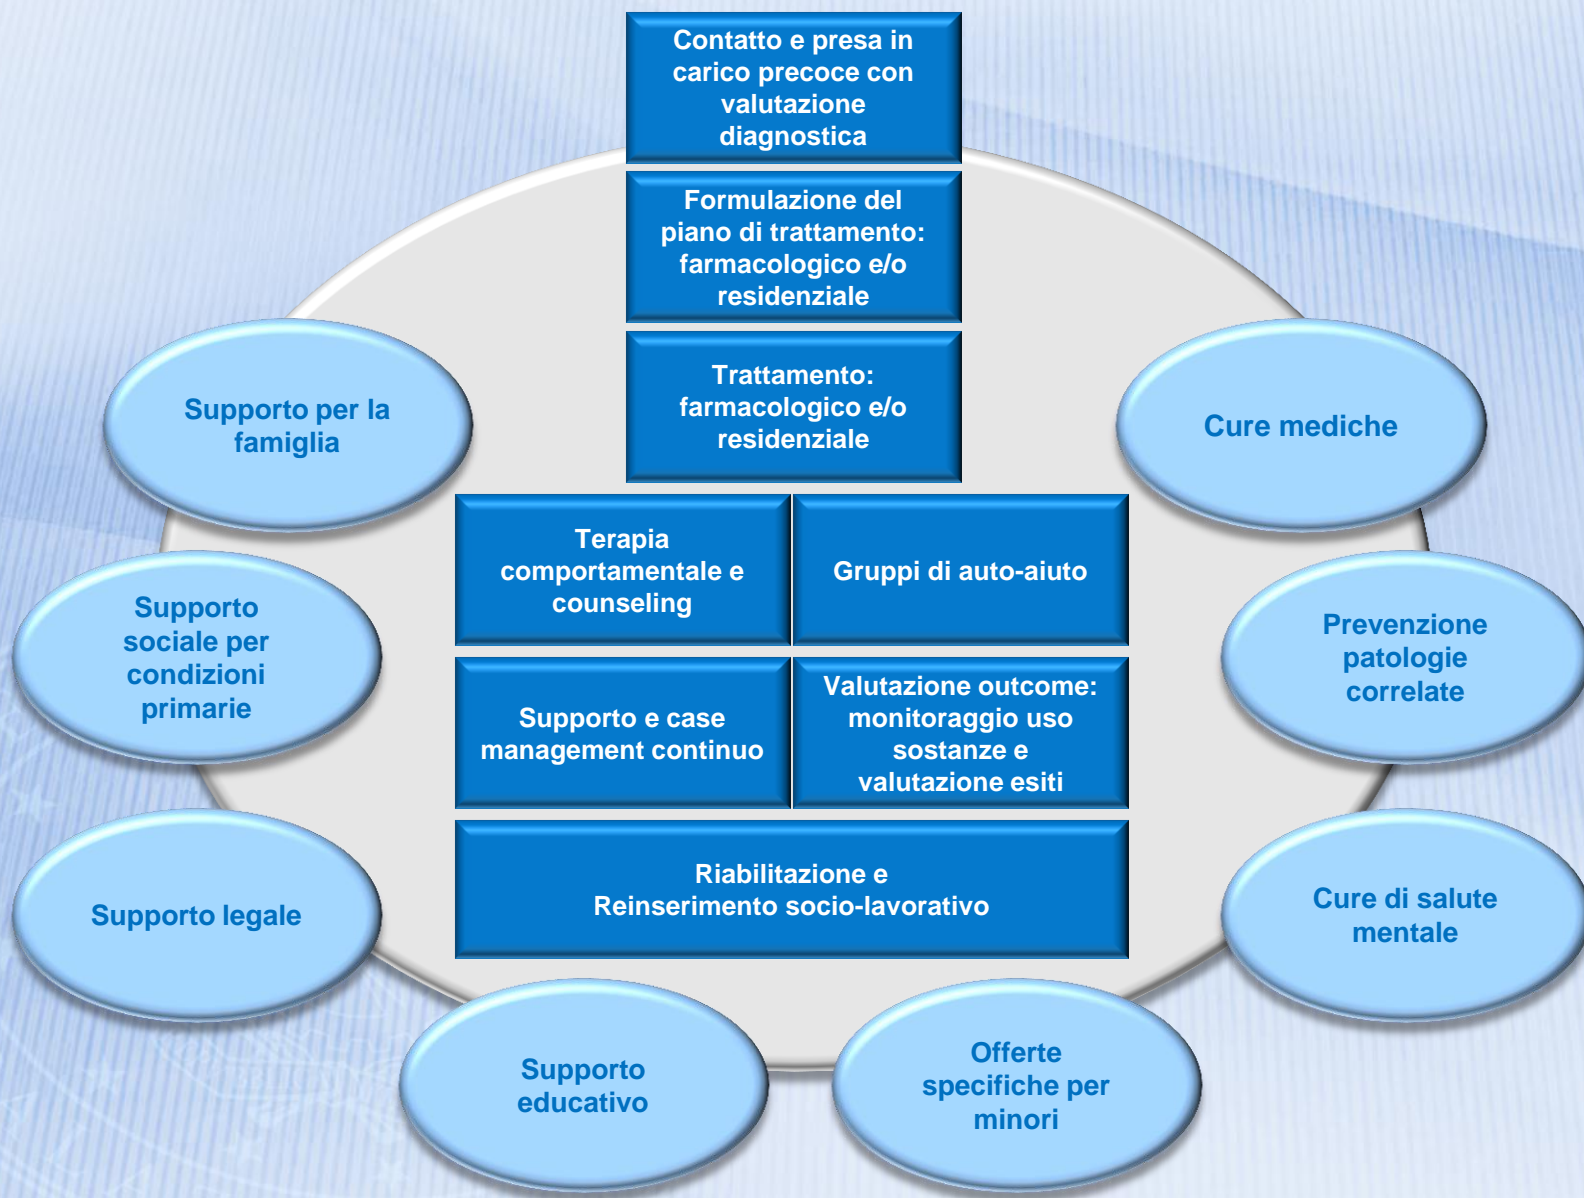 Contatto e presa in
carico precoce con
valutazione
diagnostica
Formulazione del
piano di trattamento:
farmacologico e/o
residenziale
Trattamento:
farmacologico e/o
residenziale
Supporto per la
famiglia
Cure mediche
Terapia
comportamentale e
counseling
Gruppi di auto-aiuto
Supporto
sociale per
condizioni
primarie
Prevenzione
patologie
correlate
Supporto e case
management continuo
Valutazione outcome:
monitoraggio uso
sostanze e
valutazione esiti
Riabilitazione e
Reinserimento socio-lavorativo
Supporto legale
Cure di salute
mentale
Supporto
educativo
Offerte
specifiche per
minori